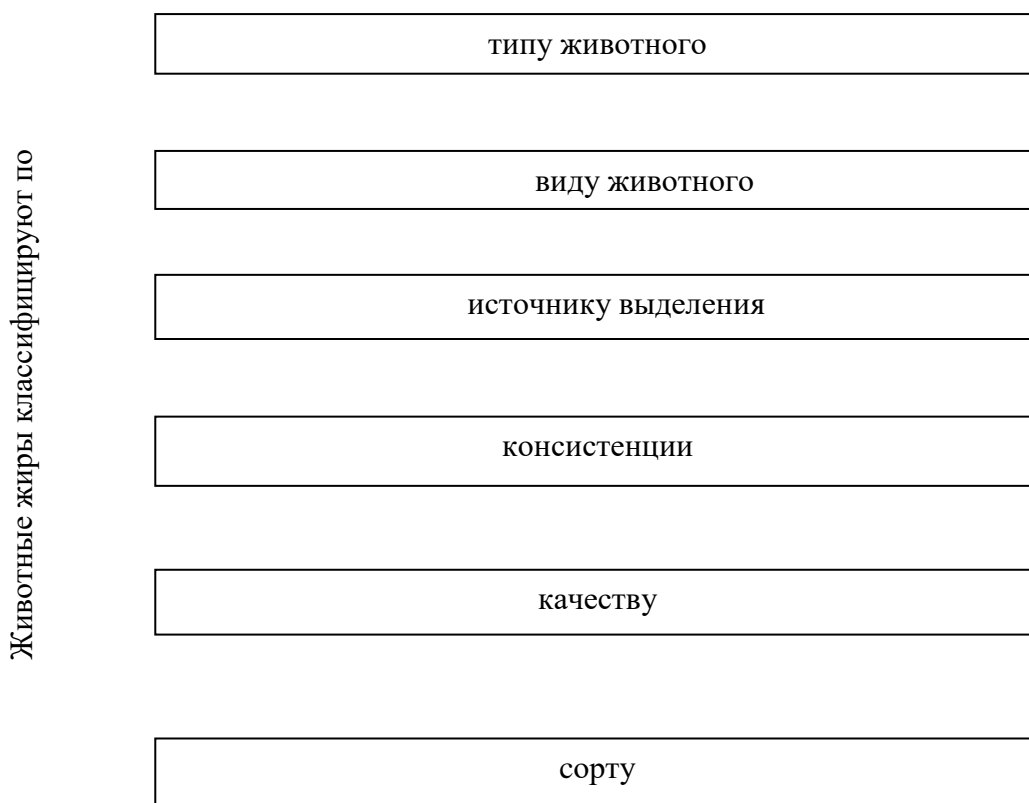 Животные жиры классифицируют по
типу животного
виду животного
источнику выделения
консистенции
качеству
сорту